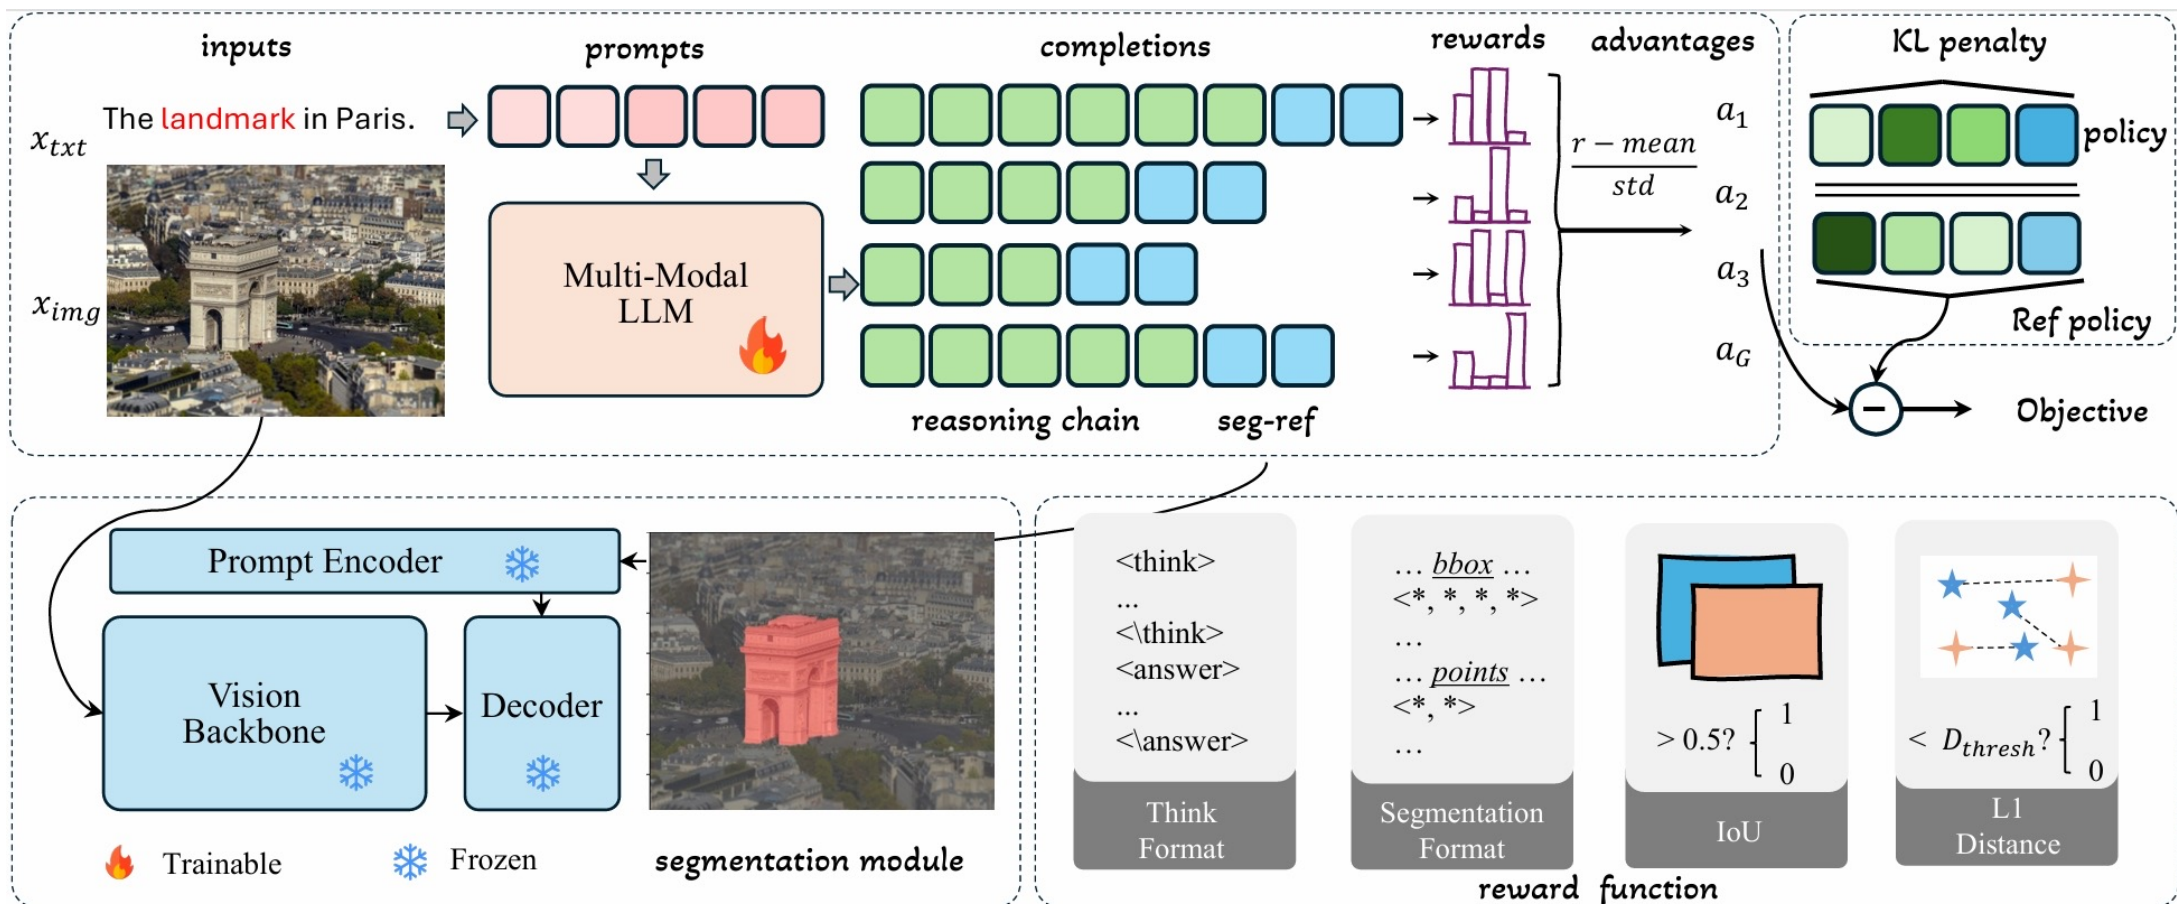 inputs
prompts
completions
rewards
advantages
KL penalty
x_txt
The landmark in Paris.
x_img
Multi-Modal
LLM
reasoning chain
seg-ref
r − mean
std
a_1
a_2
a_3
a_G
policy
Ref policy
−
Objective
Prompt Encoder
Vision
Backbone
Decoder
Trainable
Frozen
segmentation module
<think>
...
<\think>
<answer>
...
<\answer>
Think
Format
... bbox ...
<*, *, *, *>
...
... points ...
<*, *>
...
Segmentation
Format
> 0.5? { 1
0
IoU
< D_thresh? { 1
0
L1
Distance
reward function